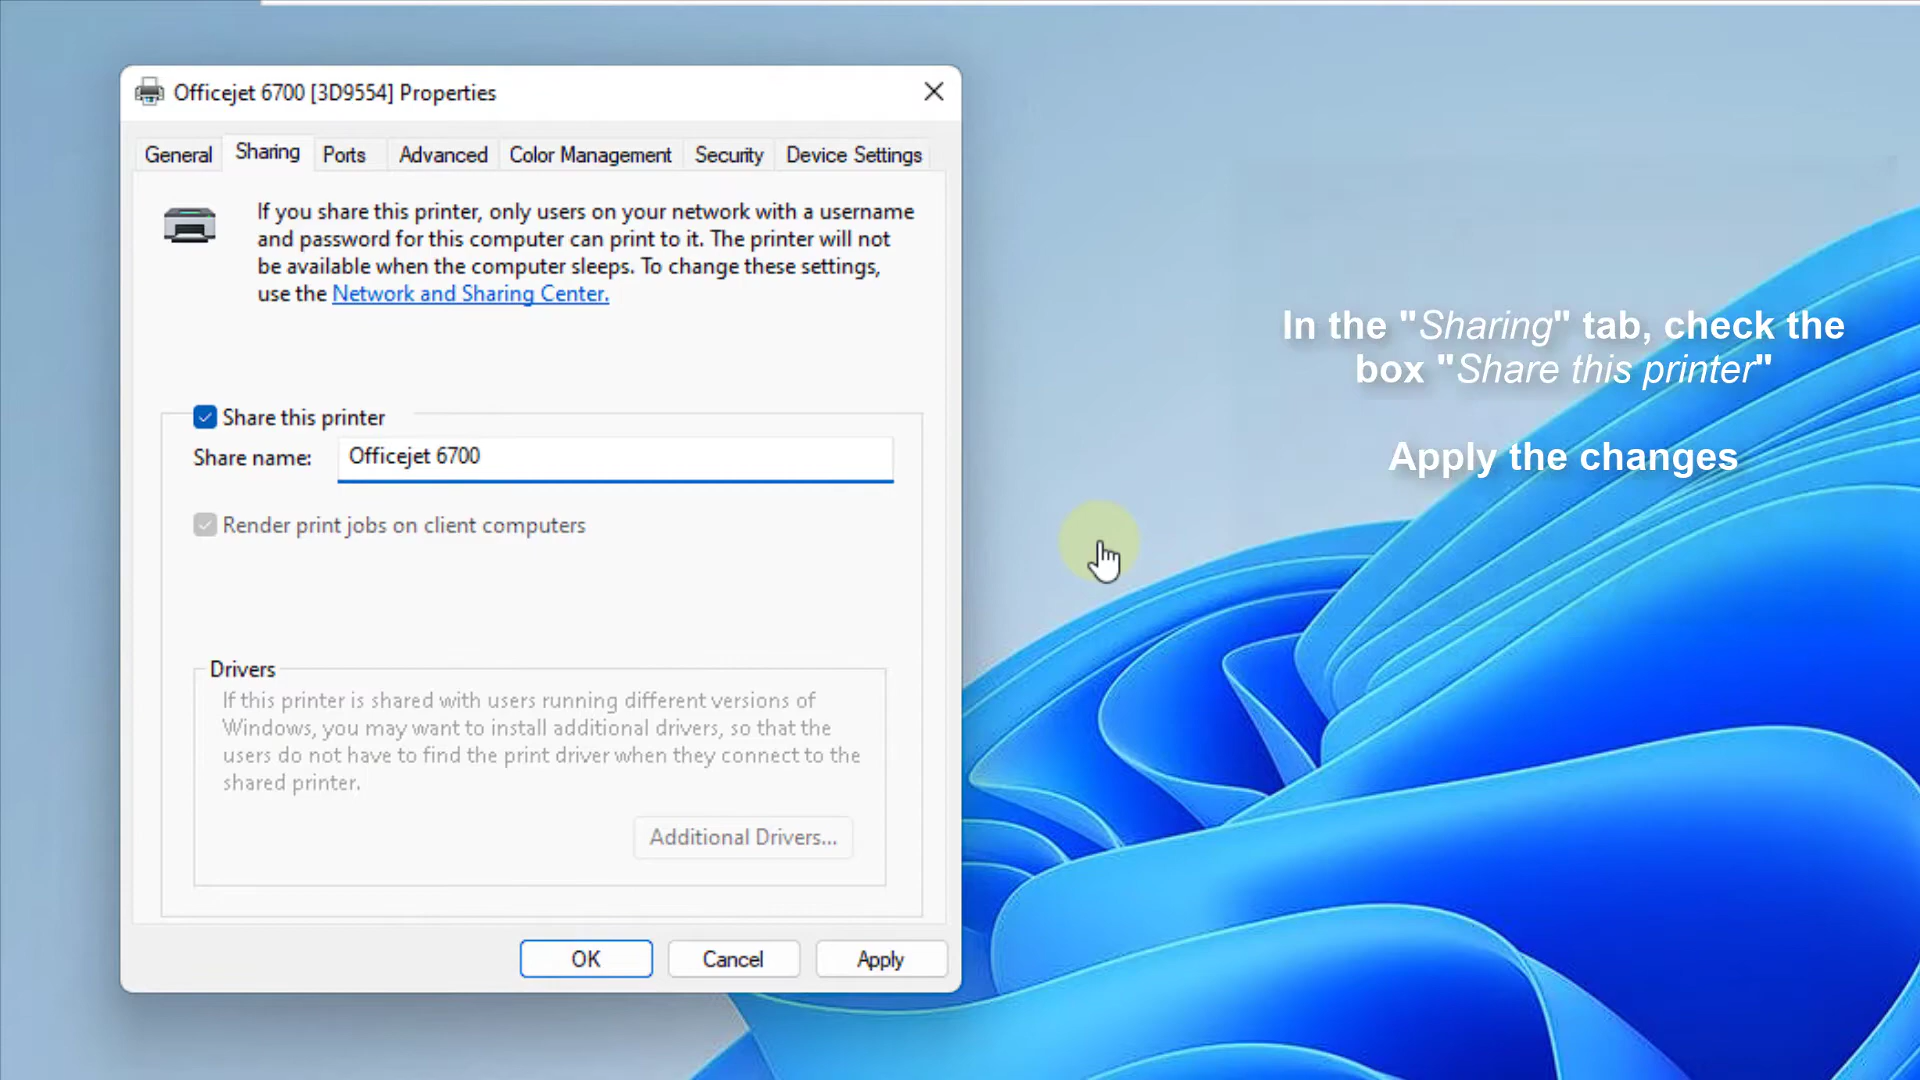 Officejet 6700 [3D9554] Properties
General Sharing Ports Advanced Color Management Security Device Settings
If you share this printer, only users on your network with a username
and password for this computer can print to it. The printer will not
be available when the computer sleeps. To change these settings,
use the Network and Sharing Center.
Share this printer
Share name: Officejet 6700
Render print jobs on client computers
Drivers
If this printer is shared with users running different versions of
Windows, you may want to install additional drivers, so that the
users do not have to find the print driver when they connect to the
shared printer.
Additional Drivers...
OK Cancel Apply
In the "Sharing" tab, check the
box "Share this printer"
Apply the changes